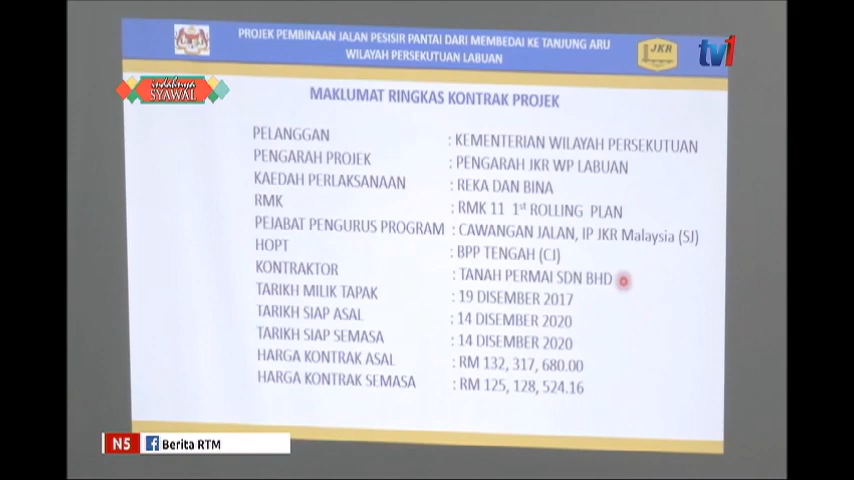 PROJEK PEMBINAAN JALAN PESISIR PANTAI DARI MEMBEDAI KE TANJUNG ARU
WILAYAH PERSEKUTUAN LABUAN
JKR
tv1
indahnya
SYAWAL
MAKLUMAT RINGKAS KONTRAK PROJEK
PELANGGAN : KEMENTERIAN WILAYAH PERSEKUTUAN
PENGARAH PROJEK : PENGARAH JKR WP LABUAN
KAEDAH PERLAKSANAAN : REKA DAN BINA
RMK : RMK 11 1st ROLLING PLAN
PEJABAT PENGURUS PROGRAM : CAWANGAN JALAN, IP JKR Malaysia (SJ)
HOPT : BPP TENGAH (CJ)
KONTRAKTOR : TANAH PERMAI SDN BHD
TARIKH MILIK TAPAK : 19 DISEMBER 2017
TARIKH SIAP ASAL : 14 DISEMBER 2020
TARIKH SIAP SEMASA : 14 DISEMBER 2020
HARGA KONTRAK ASAL : RM 132, 317, 680.00
HARGA KONTRAK SEMASA : RM 125, 128, 524.16
N5 f Berita RTM